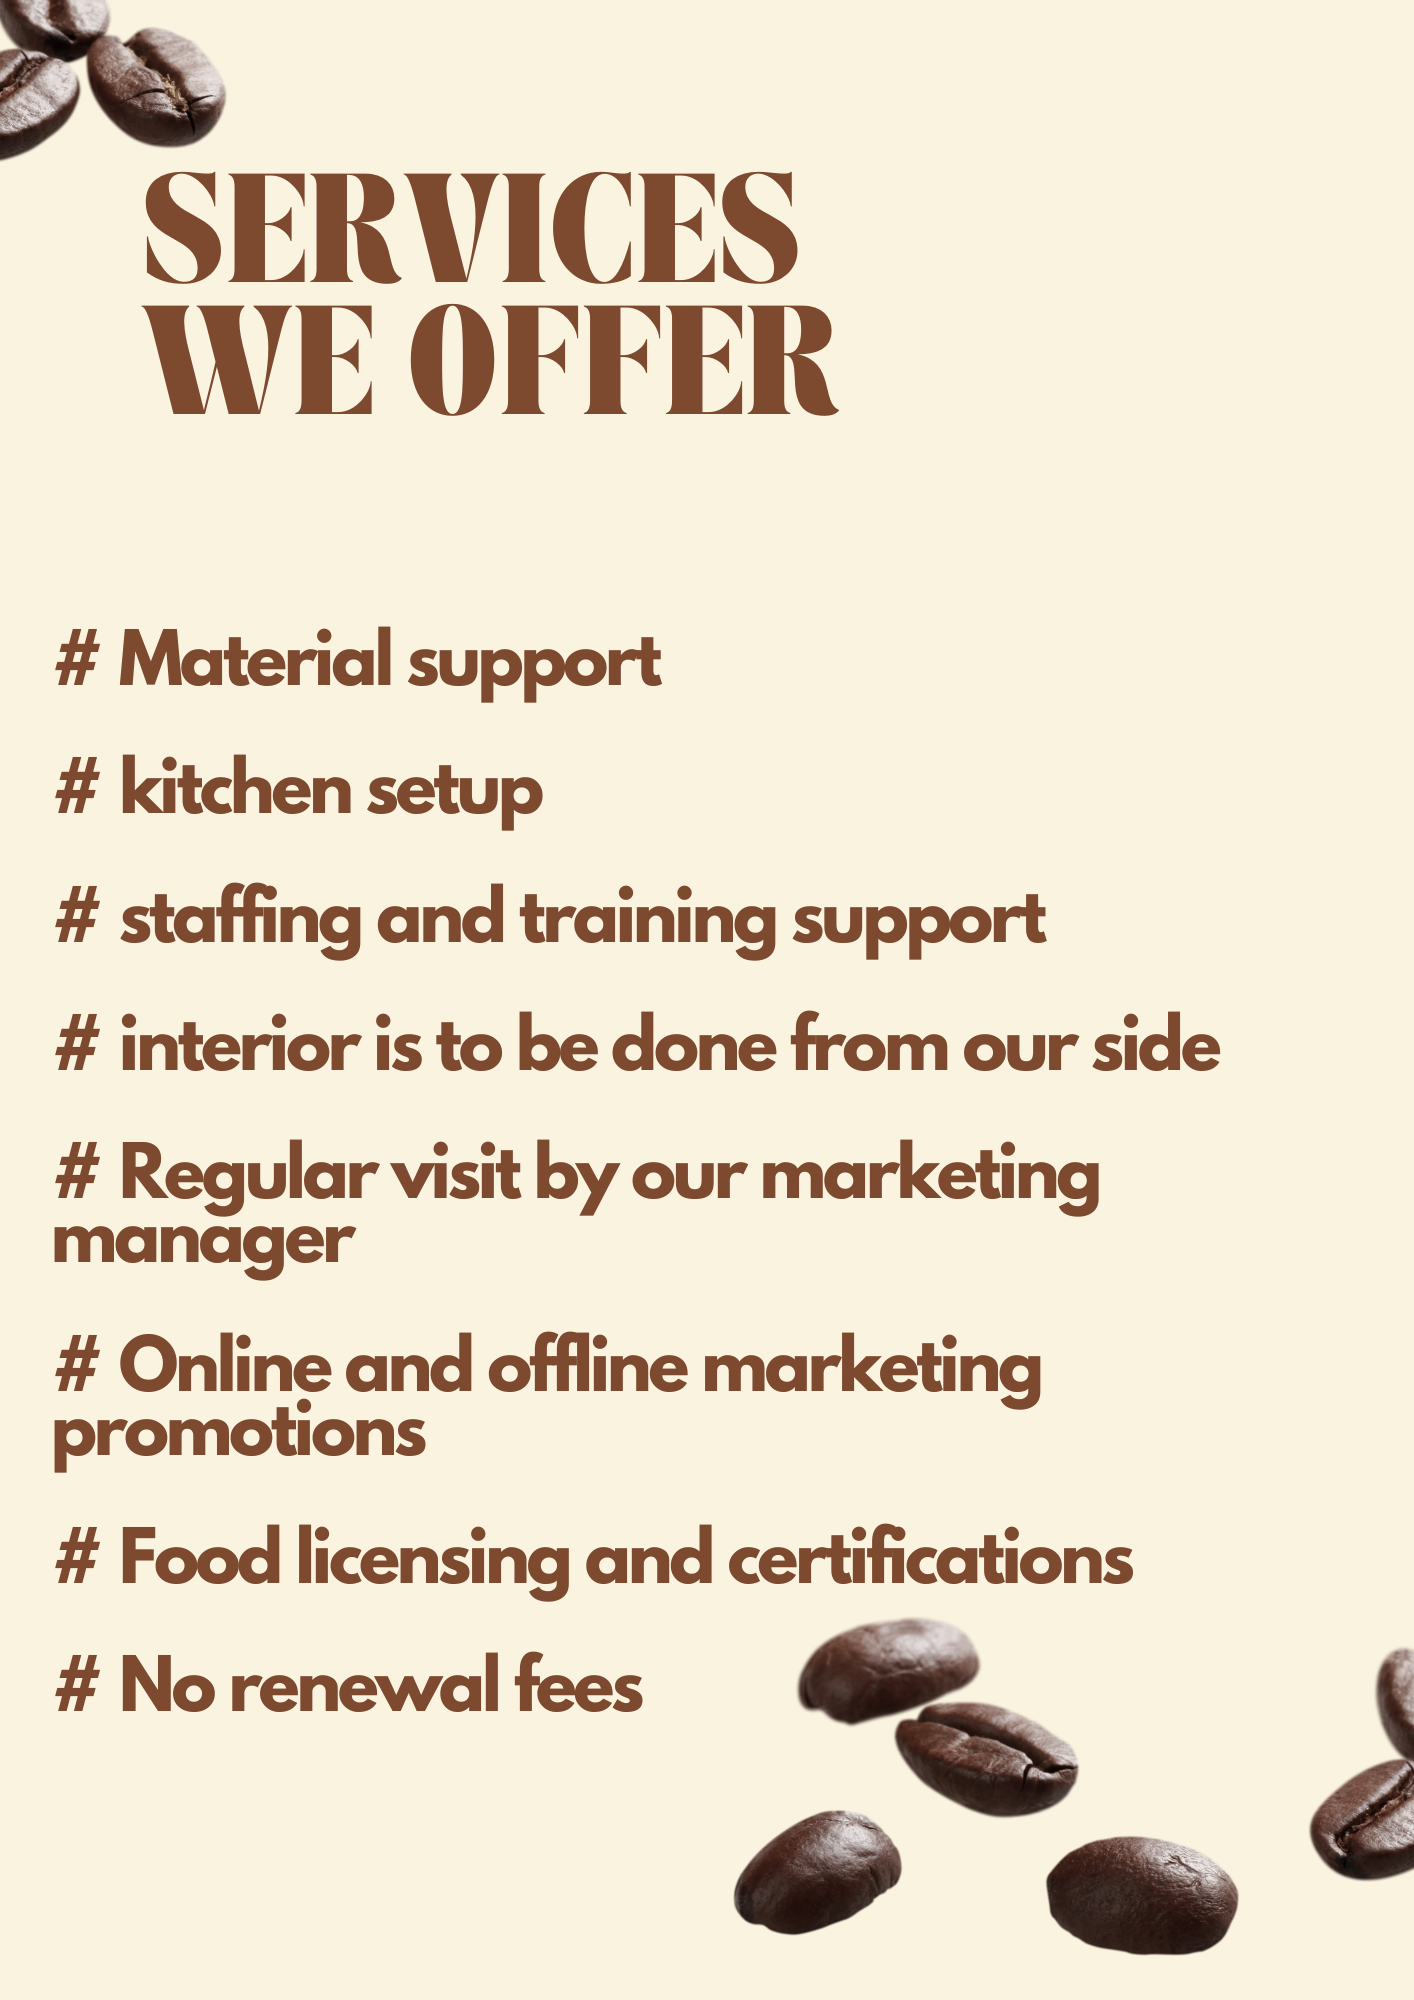 SERVICES
WE OFFER
# Material support
# kitchen setup
# staffing and training support
# interior is to be done from our side
# Regular visit by our marketing
manager
# Online and offline marketing
promotions
# Food licensing and certifications
# No renewal fees